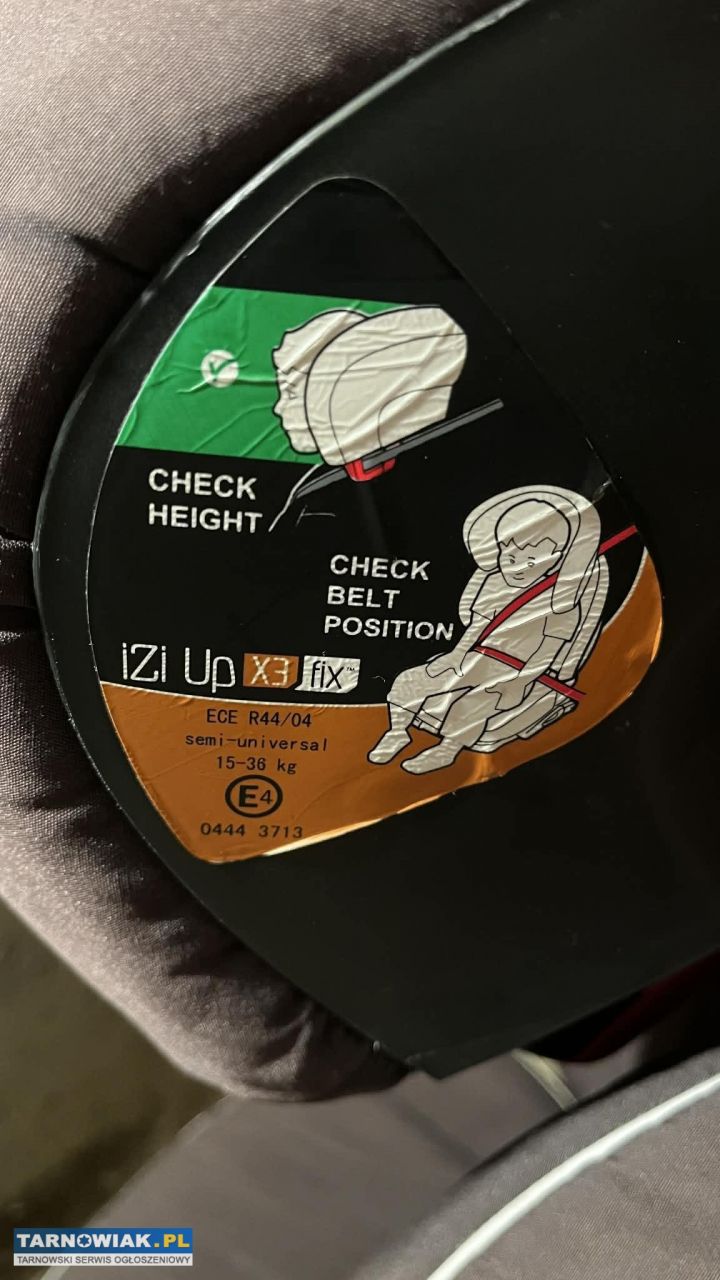 CHECK
HEIGHT
CHECK
BELT
POSITION
iZi Up X3 fix™
ECE R44/04
semi-universal
15-36 kg
E4
0444 3713
TARNOWIAK.PL
TARNOWSKI SERWIS OGŁOSZENIOWY